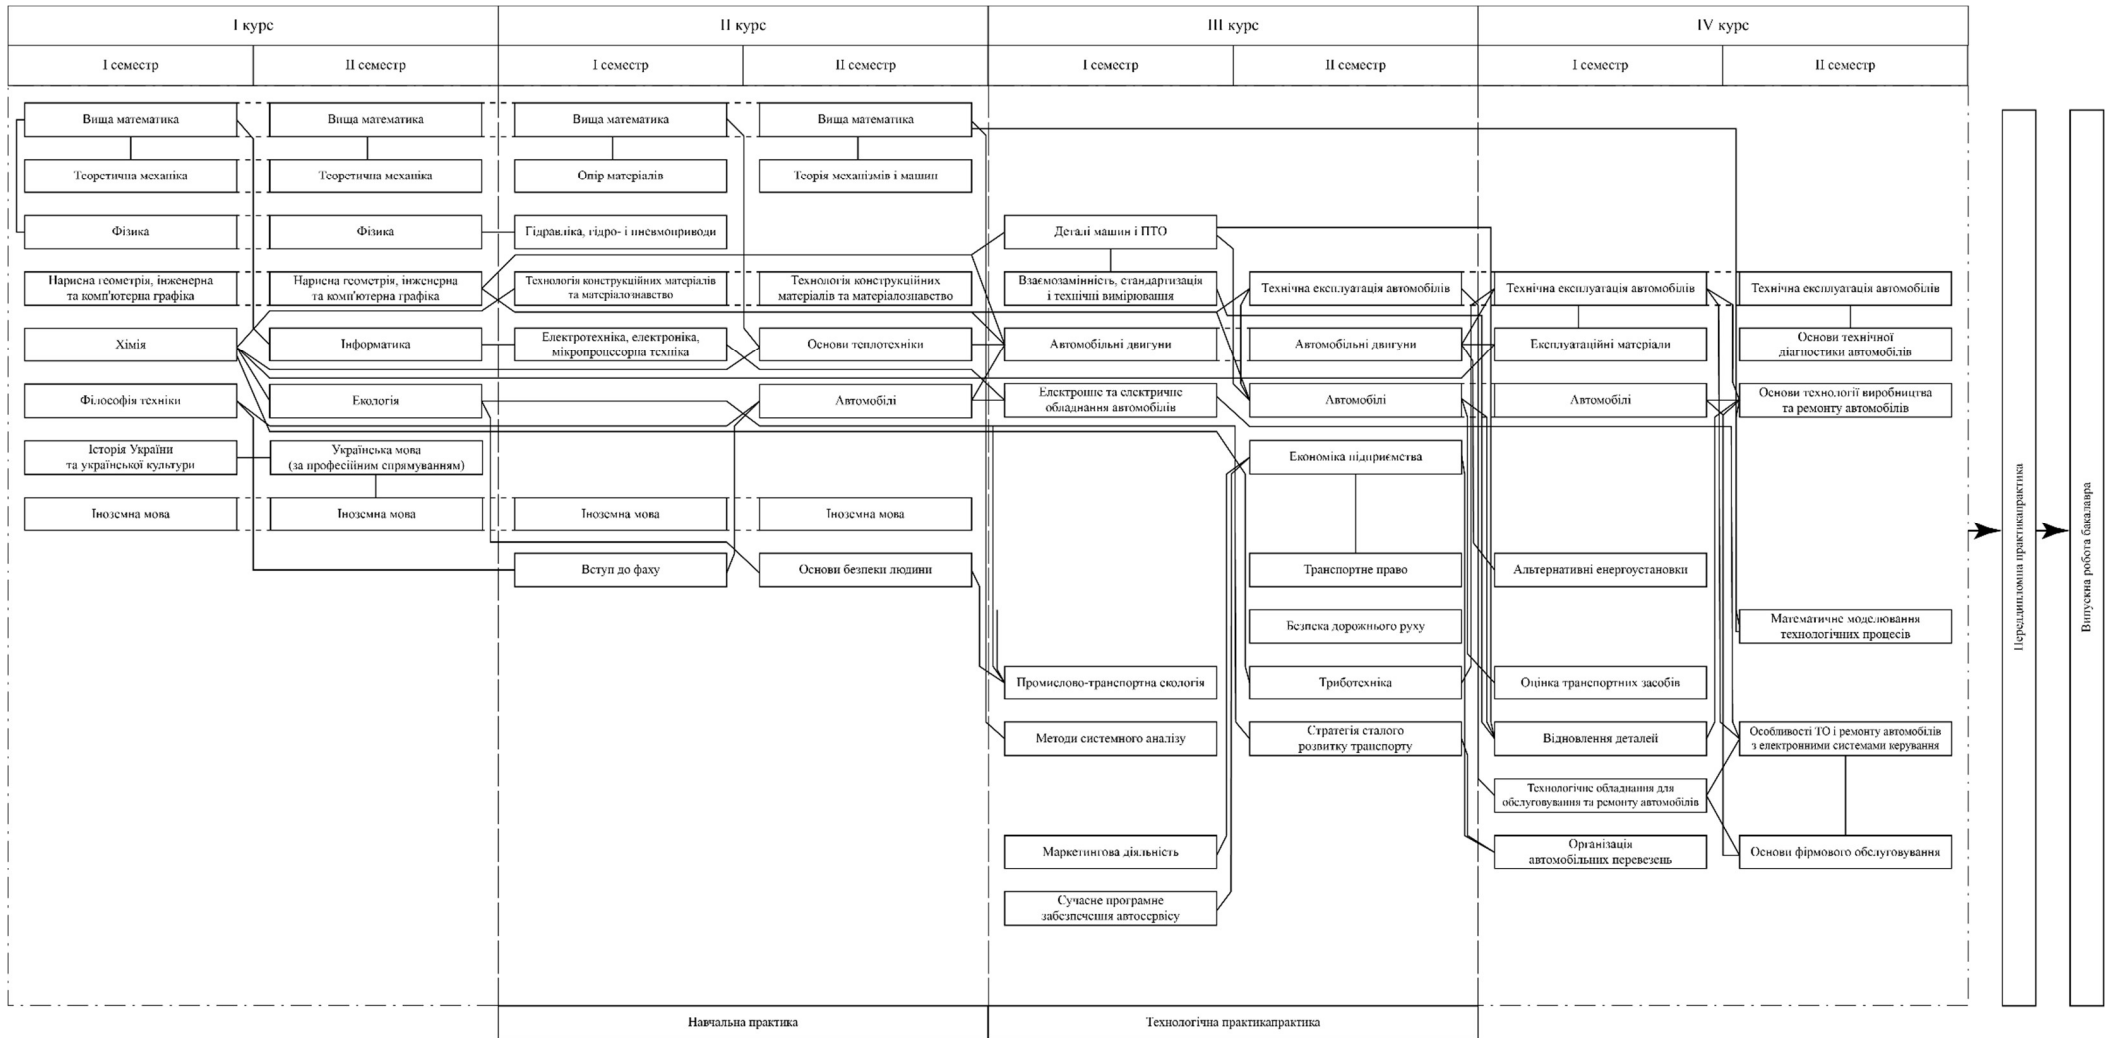 I курс
II курс
III курс
IV курс
I семестр
II семестр
I семестр
II семестр
I семестр
II семестр
I семестр
II семестр
Вища математика
Вища математика
Вища математика
Вища математика
Теоретична механіка
Теоретична механіка
Опір матеріалів
Теорія механізмів і машин
Фізика
Фізика
Гідравліка, гідро- і пневмоприводи
Деталі машин і ПТО
Нарисна геометрія, інженерна
та комп'ютерна графіка
Нарисна геометрія, інженерна
та комп'ютерна графіка
Технологія конструкційних матеріалів
та матеріалознавство
Технологія конструкційних
матеріалів та матеріалознавство
Взаємозамінність, стандартизація
і технічні вимірювання
Технічна експлуатація автомобілів
Технічна експлуатація автомобілів
Технічна експлуатація автомобілів
Хімія
Інформатика
Електротехніка, електроніка,
мікропроцесорна техніка
Основи теплотехніки
Автомобільні двигуни
Автомобільні двигуни
Експлуатаційні матеріали
Основи технічної
діагностики автомобілів
Філософія техніки
Екологія
Автомобілі
Електронне та електричне
обладнання автомобілів
Автомобілі
Автомобілі
Основи технології виробництва
та ремонту автомобілів
Історія України
та української культури
Українська мова
(за професійним спрямуванням)
Економіка підприємства
Іноземна мова
Іноземна мова
Іноземна мова
Іноземна мова
Вступ до фаху
Основи безпеки людини
Транспортне право
Альтернативні енергоустановки
Безпека дорожнього руху
Математичне моделювання
технологічних процесів
Промислово-транспортна екологія
Триботехніка
Оцінка транспортних засобів
Методи системного аналізу
Стратегія сталого
розвитку транспорту
Відновлення деталей
Особливості ТО і ремонту автомобілів
з електронними системами керування
Технологічне обладнання для
обслуговування та ремонту автомобілів
Маркетингова діяльність
Організація
автомобільних перевезень
Основи фірмового обслуговування
Сучасне програмне
забезпечення автосервісу
Навчальна практика
Технологічна практикапрактика
Переддипломна практикапрактика
Випускна робота бакалавра